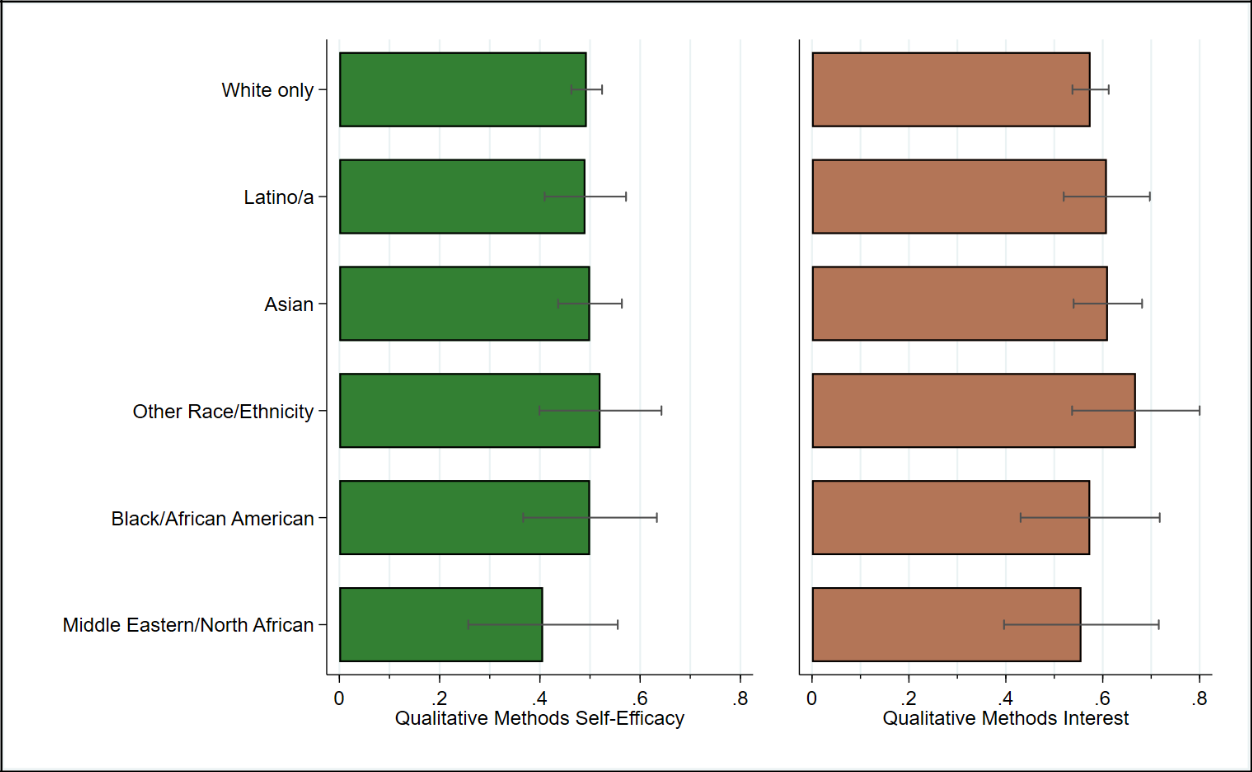 White only
Latino/a
Asian
Other Race/Ethnicity
Black/African American
Middle Eastern/North African
0 .2 .4 .6 .8
Qualitative Methods Self-Efficacy
0 .2 .4 .6 .8
Qualitative Methods Interest